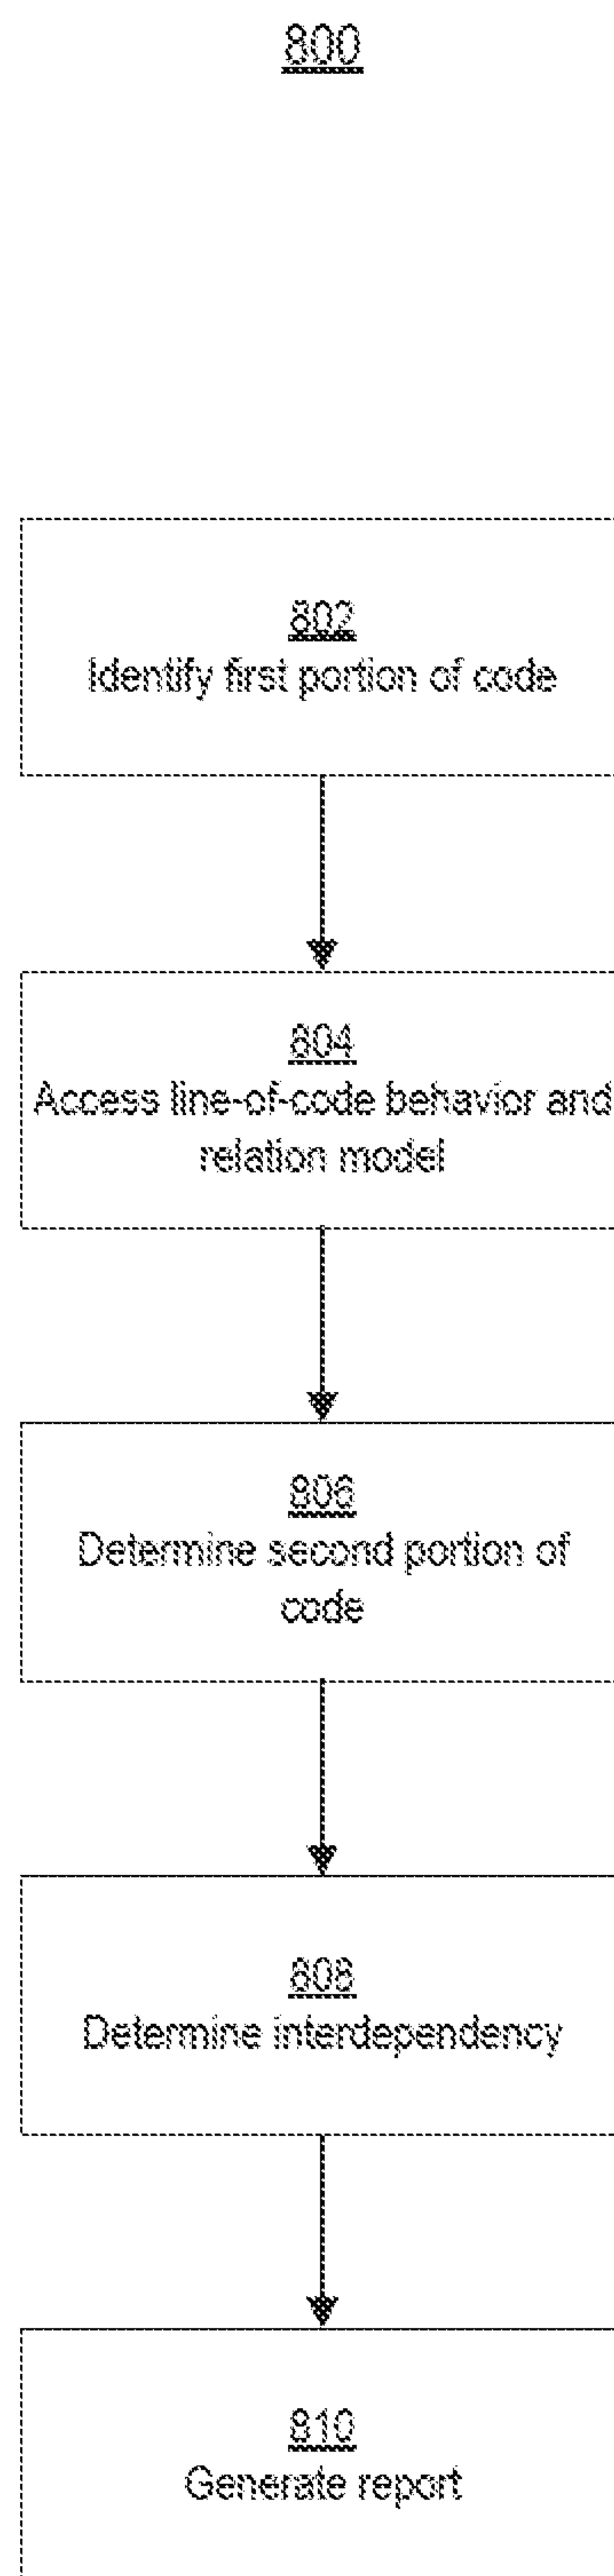 800
802
Identify first portion of code
804
Access line-of-code behavior and
relation model
806
Determine second portion of
code
808
Determine interdependency
810
Generate report